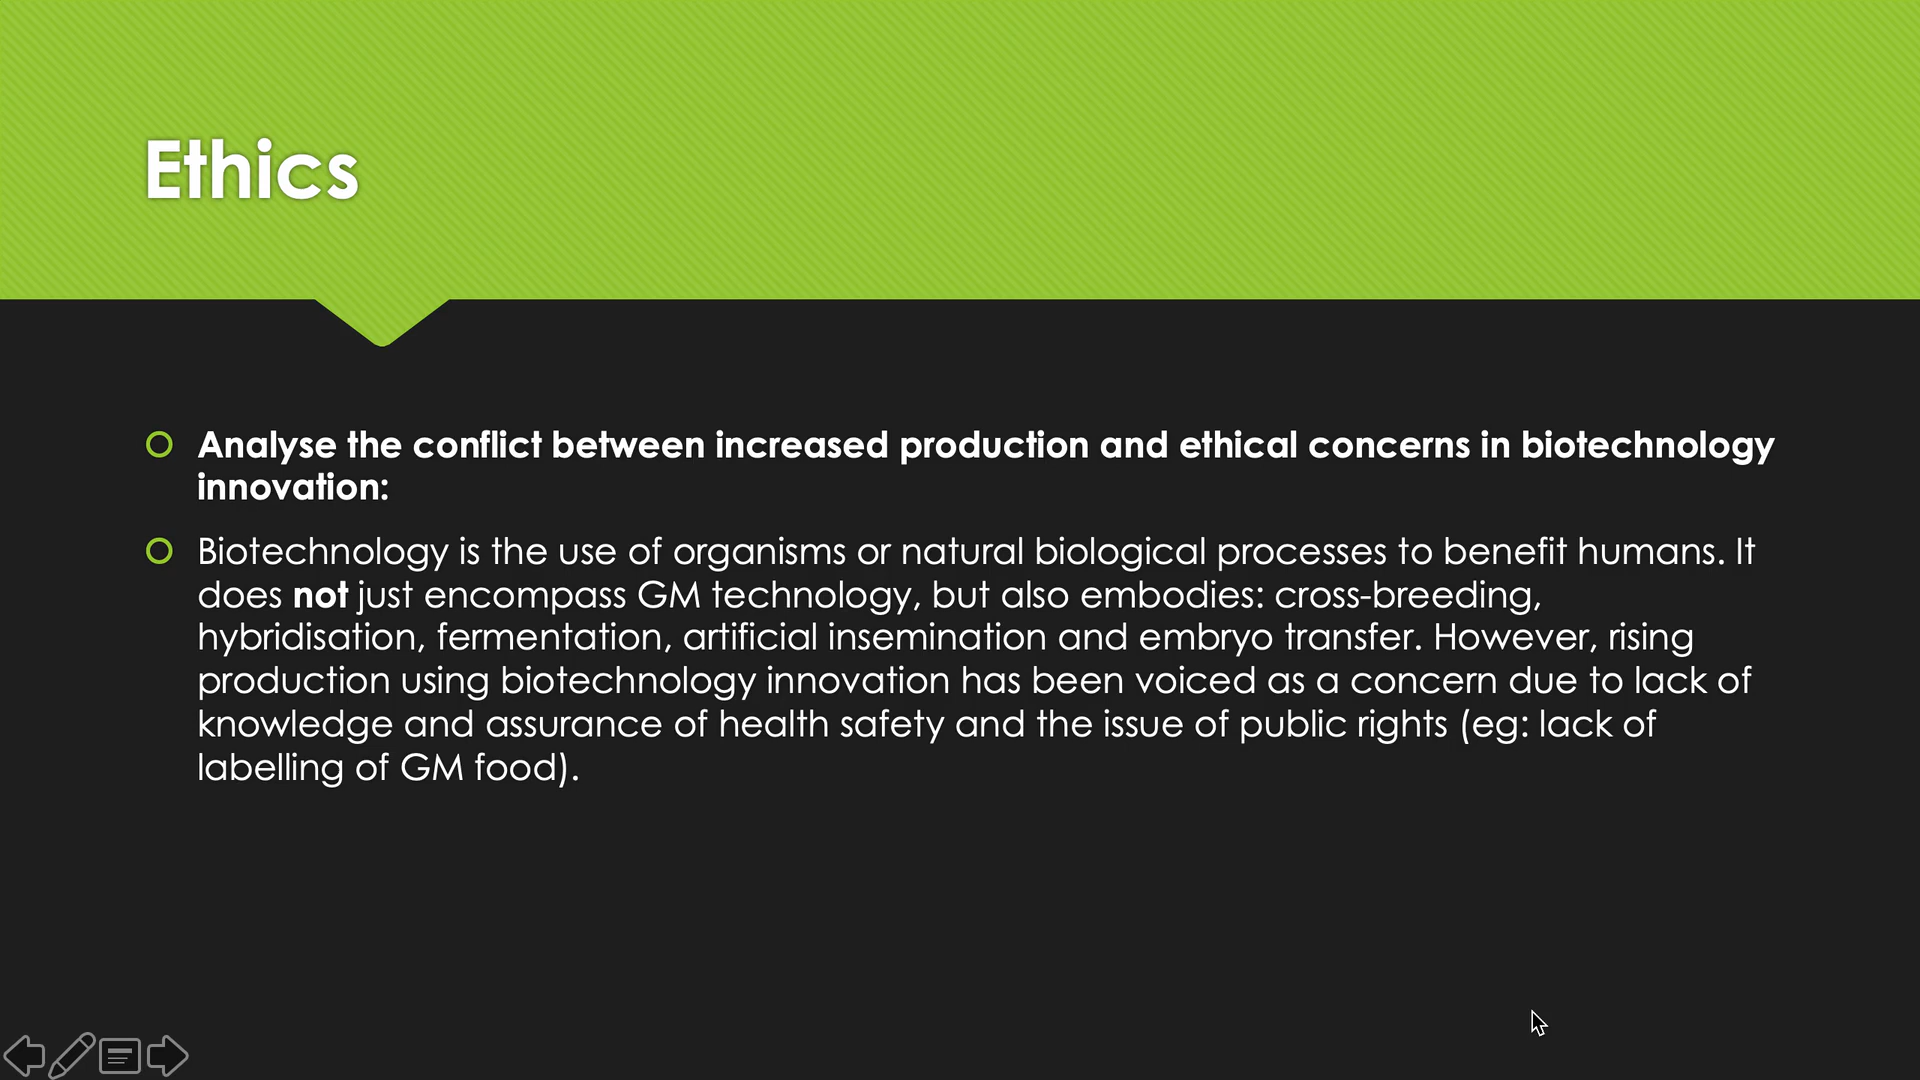 Ethics
Analyse the conflict between increased production and ethical concerns in biotechnology
innovation:
Biotechnology is the use of organisms or natural biological processes to benefit humans. It
does not just encompass GM technology, but also embodies: cross-breeding,
hybridisation, fermentation, artificial insemination and embryo transfer. However, rising
production using biotechnology innovation has been voiced as a concern due to lack of
knowledge and assurance of health safety and the issue of public rights (eg: lack of
labelling of GM food).